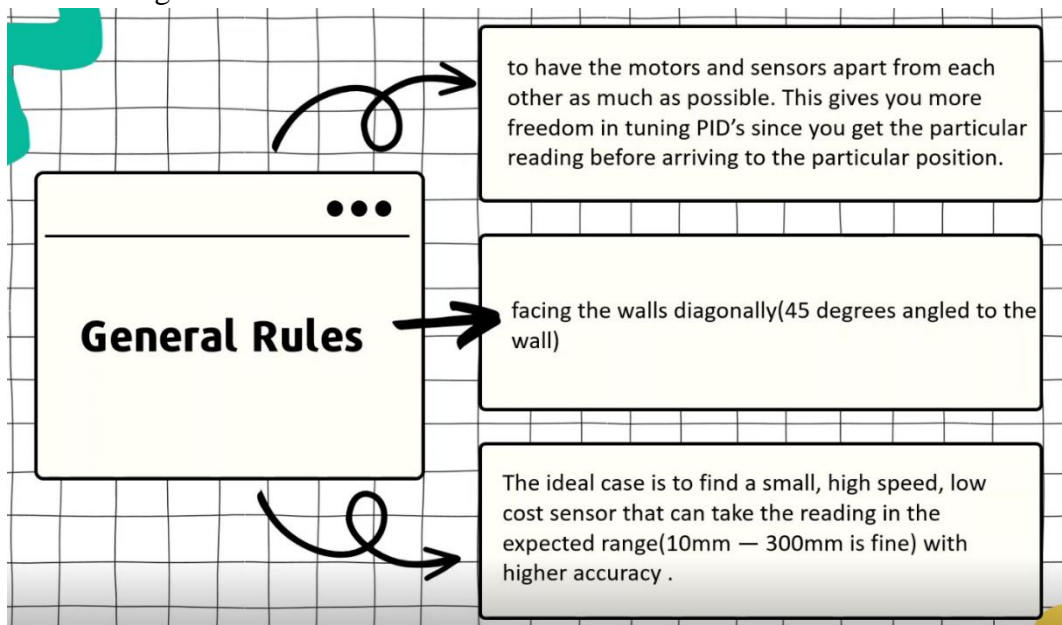 to have the motors and sensors apart from each
other as much as possible. This gives you more
freedom in tuning PID’s since you get the particular
reading before arriving to the particular position.
General Rules
facing the walls diagonally(45 degrees angled to the
wall)
The ideal case is to find a small, high speed, low
cost sensor that can take the reading in the
expected range(10mm — 300mm is fine) with
higher accuracy .